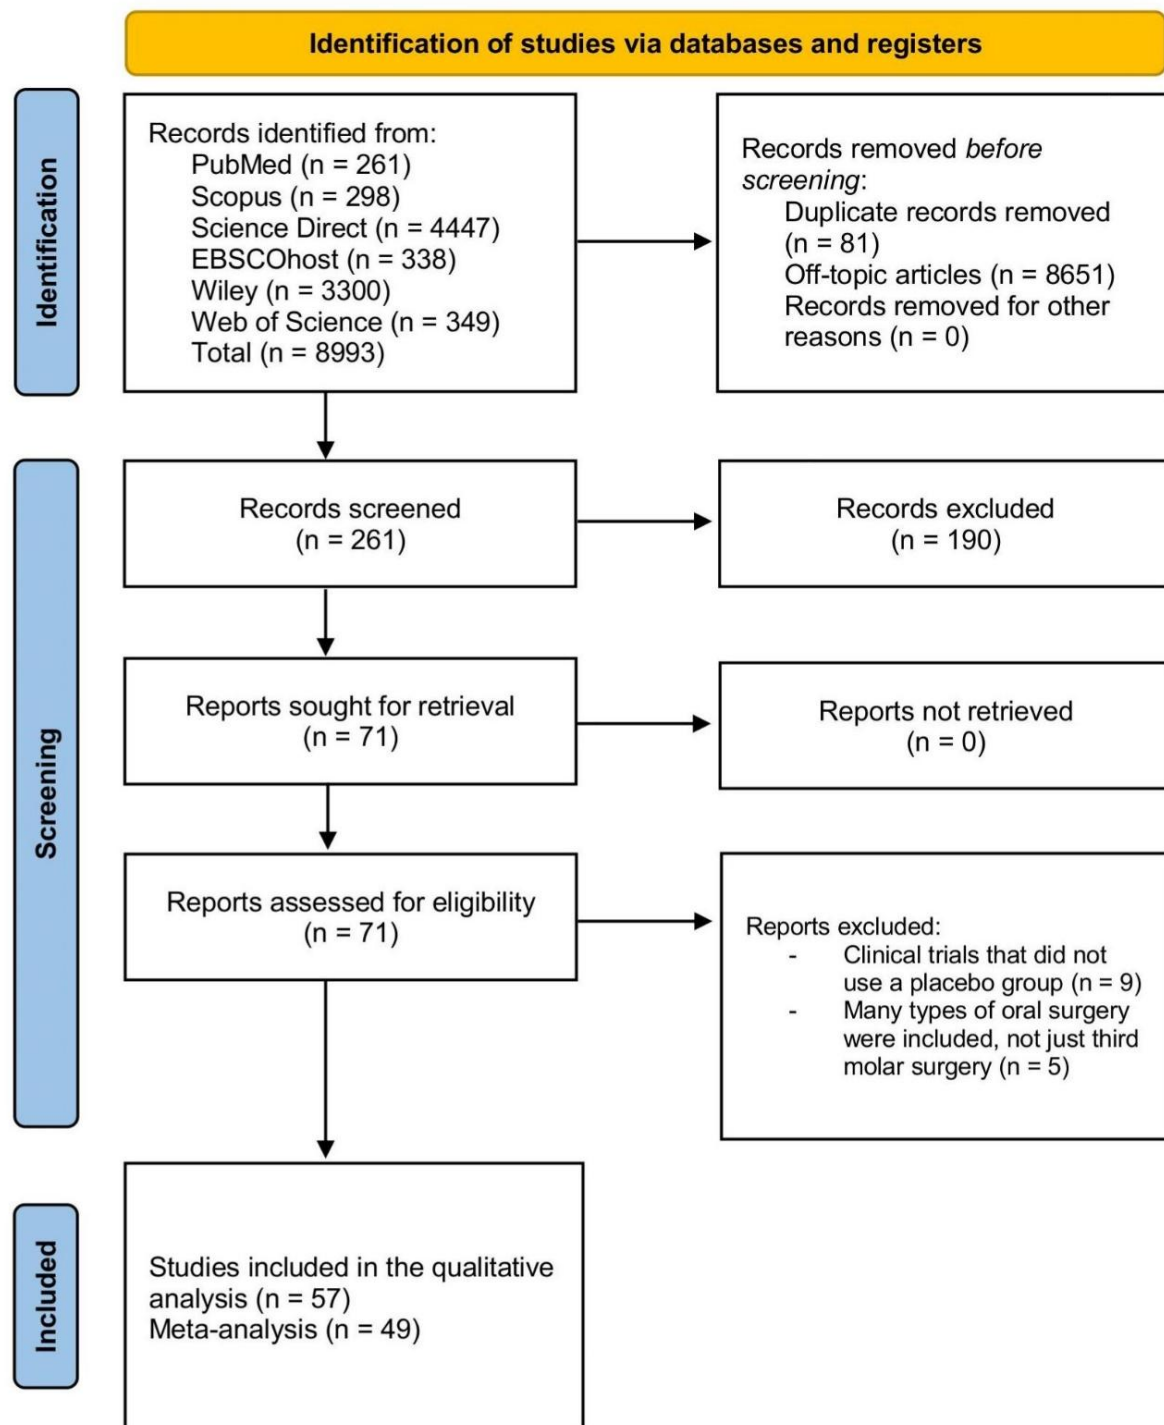 Identification of studies via databases and registers
Identification
Records identified from:
PubMed (n = 261)
Scopus (n = 298)
Science Direct (n = 4447)
EBSCOhost (n = 338)
Wiley (n = 3300)
Web of Science (n = 349)
Total (n = 8993)
Records removed before
screening:
Duplicate records removed
(n = 81)
Off-topic articles (n = 8651)
Records removed for other
reasons (n = 0)
Screening
Records screened
(n = 261)
Records excluded
(n = 190)
Reports sought for retrieval
(n = 71)
Reports not retrieved
(n = 0)
Reports assessed for eligibility
(n = 71)
Reports excluded:
- Clinical trials that did not
use a placebo group (n = 9)
- Many types of oral surgery
were included, not just third
molar surgery (n = 5)
Included
Studies included in the qualitative
analysis (n = 57)
Meta-analysis (n = 49)